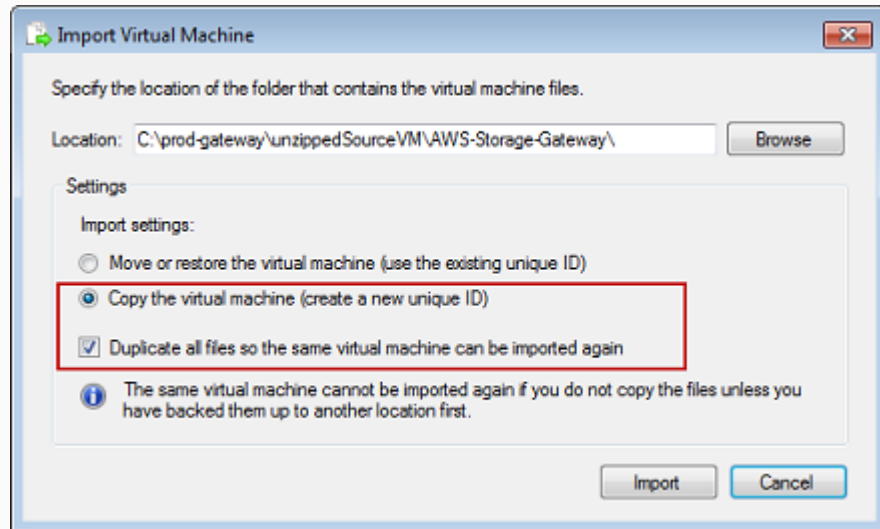 Import Virtual Machine
Specify the location of the folder that contains the virtual machine files.
Location: C:\prod-gateway\unzippedSourceVM\AWS-Storage-Gateway\ Browse
Settings
Import settings:
Move or restore the virtual machine (use the existing unique ID)
Copy the virtual machine (create a new unique ID)
Duplicate all files so the same virtual machine can be imported again
The same virtual machine cannot be imported again if you do not copy the files unless you
have backed them up to another location first.
Import Cancel